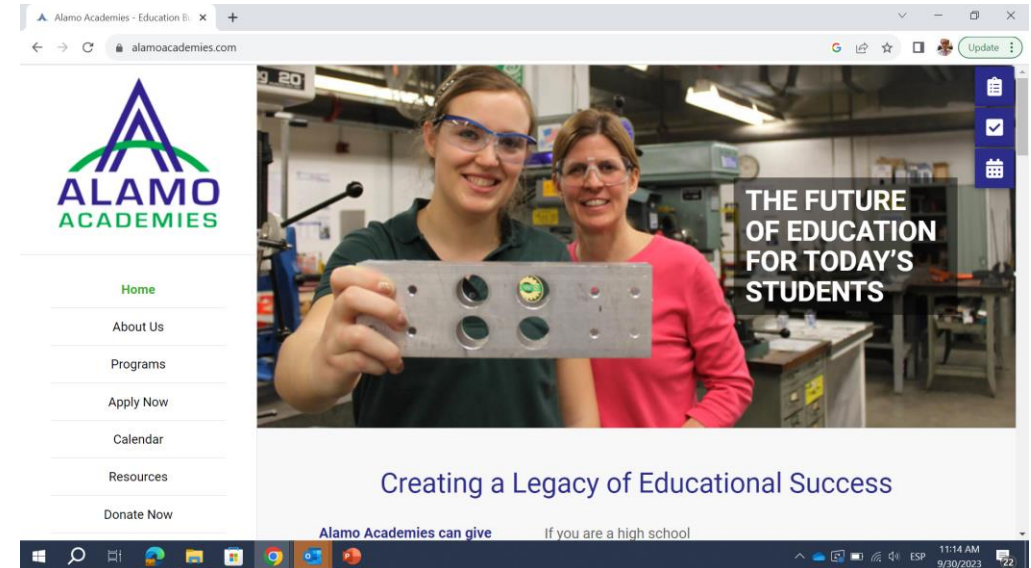 Alamo Academies - Education Bu
alamoacademies.com
Update
ALAMO
ACADEMIES
Home
About Us
Programs
Apply Now
Calendar
Resources
Donate Now
20
THE FUTURE
OF EDUCATION
FOR TODAY'S
STUDENTS
Creating a Legacy of Educational Success
Alamo Academies can give
If you are a high school
ESP
11:14 AM
9/30/2023
22